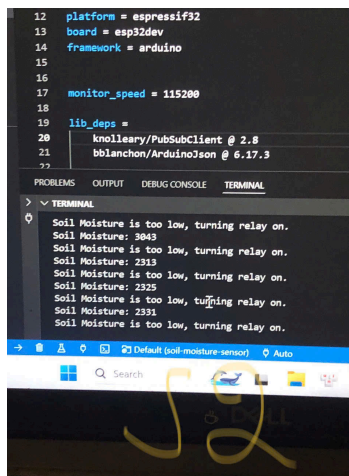 12 platform = espressif32
13 board = esp32dev
14 framework = arduino
15
16
17 monitor_speed = 115200
18
19 lib_deps =
20 knolleary/PubSubClient @ 2.8
21 bblanchon/ArduinoJson @ 6.17.3
22
PROBLEMS OUTPUT DEBUG CONSOLE TERMINAL
TERMINAL
Soil Moisture is too low, turning relay on.
Soil Moisture: 3043
Soil Moisture is too low, turning relay on.
Soil Moisture: 2313
Soil Moisture is too low, turning relay on.
Soil Moisture: 2325
Soil Moisture is too low, turning relay on.
Soil Moisture: 2331
Soil Moisture is too low, turning relay on.
Default (soil-moisture-sensor) Auto
Search
DELL